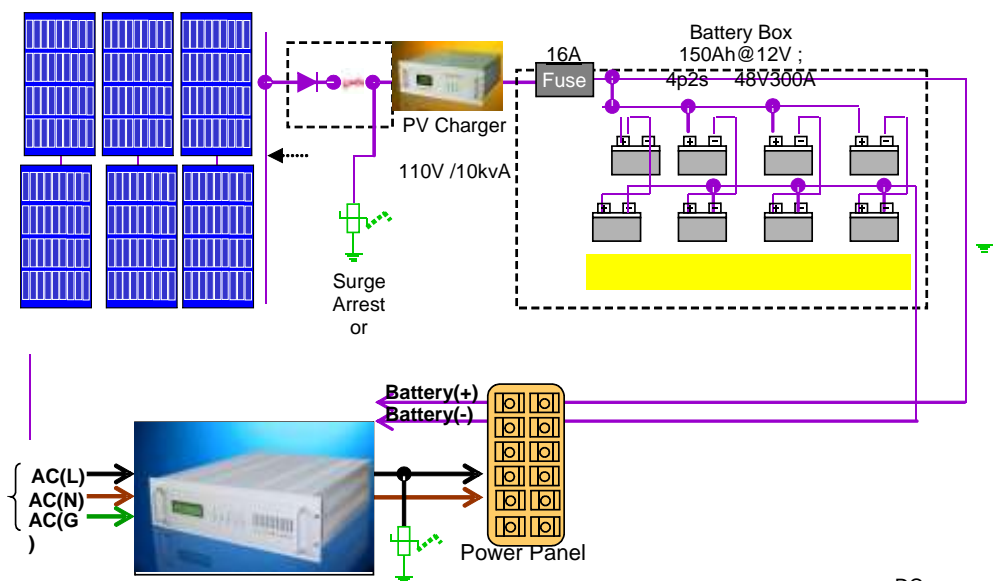 Battery Box
150Ah@12V ;
4p2s 48V300A
16A
Fuse
PV Charger
110V /10kvA
Surge
Arrest
or
Battery(+)
Battery(-)
AC(L)
AC(N)
AC(G
)
Power Panel